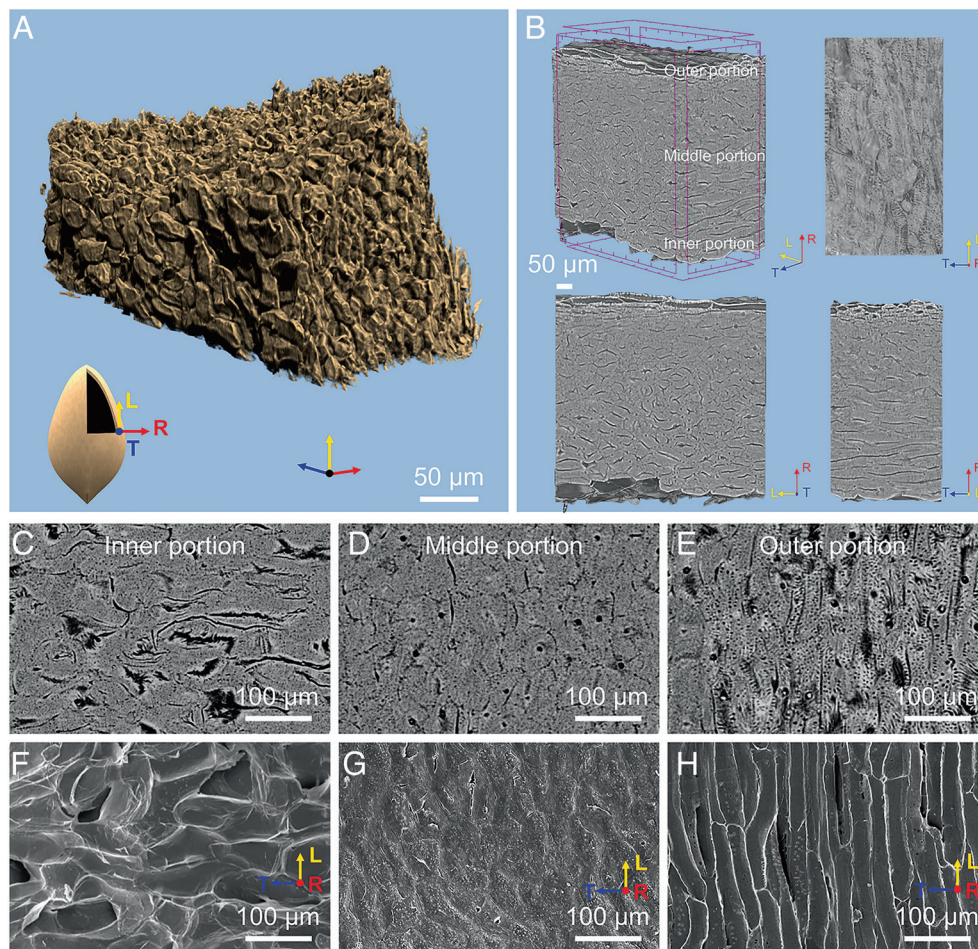 A
L
R
T
50 μm
B
Outer portion
Middle portion
Inner portion
50 μm
R
L
T
L
T
R
R
L
T
R
T
L
C
Inner portion
100 μm
D
Middle portion
100 μm
E
Outer portion
100 μm
F
L
T
R
100 μm
G
L
T
R
100 μm
H
L
T
R
100 μm